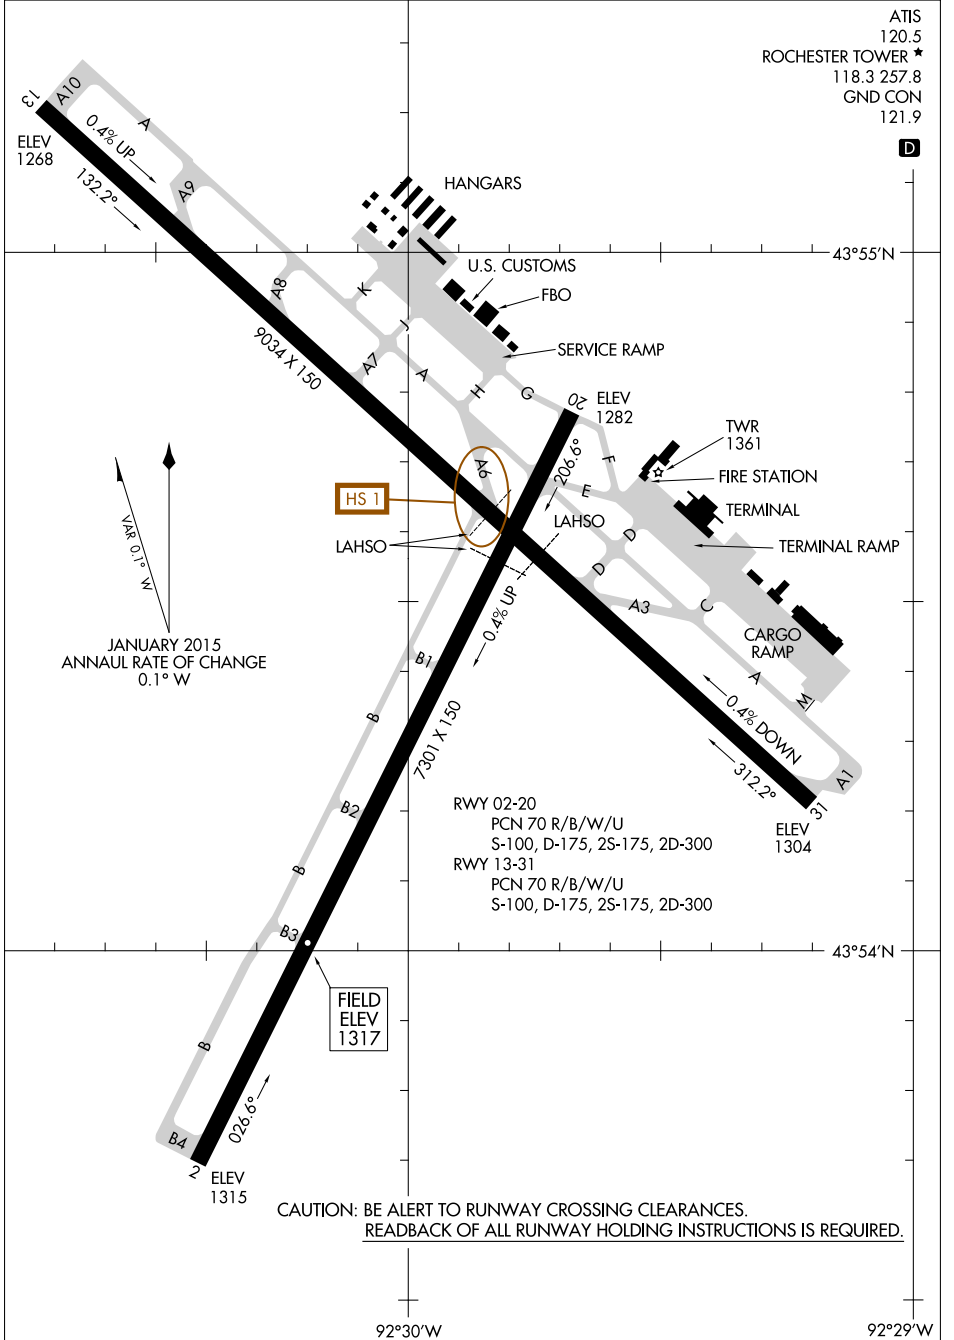 ATIS
120.5
ROCHESTER TOWER ★
118.3 257.8
GND CON
121.9
D
13
A10
A
ELEV
1268
0.4% UP
132.2°
A9
HANGARS
43°55'N
U.S. CUSTOMS
FBO
A8
K
J
SERVICE RAMP
9034 X 150
A7
A
H
G
20
ELEV
1282
TWR
1361
206.6°
F
FIRE STATION
A6
E
HS 1
TERMINAL
LAHSO
D
LAHSO
TERMINAL RAMP
VAR 0.1° W
D
0.4% UP
A3
C
JANUARY 2015
ANNAUL RATE OF CHANGE
0.1° W
CARGO
RAMP
B1
A
M
B
0.4% DOWN
7301 X 150
312.2°
A1
31
ELEV
1304
B2
RWY 02-20
PCN 70 R/B/W/U
S-100, D-175, 2S-175, 2D-300
RWY 13-31
PCN 70 R/B/W/U
S-100, D-175, 2S-175, 2D-300
B
B3
43°54'N
FIELD
ELEV
1317
B
026.6°
B4
2
ELEV
1315
CAUTION: BE ALERT TO RUNWAY CROSSING CLEARANCES.
READBACK OF ALL RUNWAY HOLDING INSTRUCTIONS IS REQUIRED.
92°30'W
92°29'W